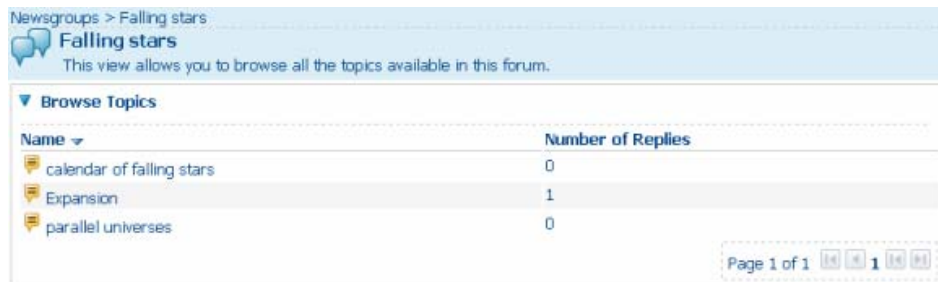 Newsgroups > Falling stars
Falling stars
This view allows you to browse all the topics available in this forum.
Browse Topics
Name Number of Replies
calendar of falling stars 0
Expansion 1
parallel universes 0
Page 1 of 1 1